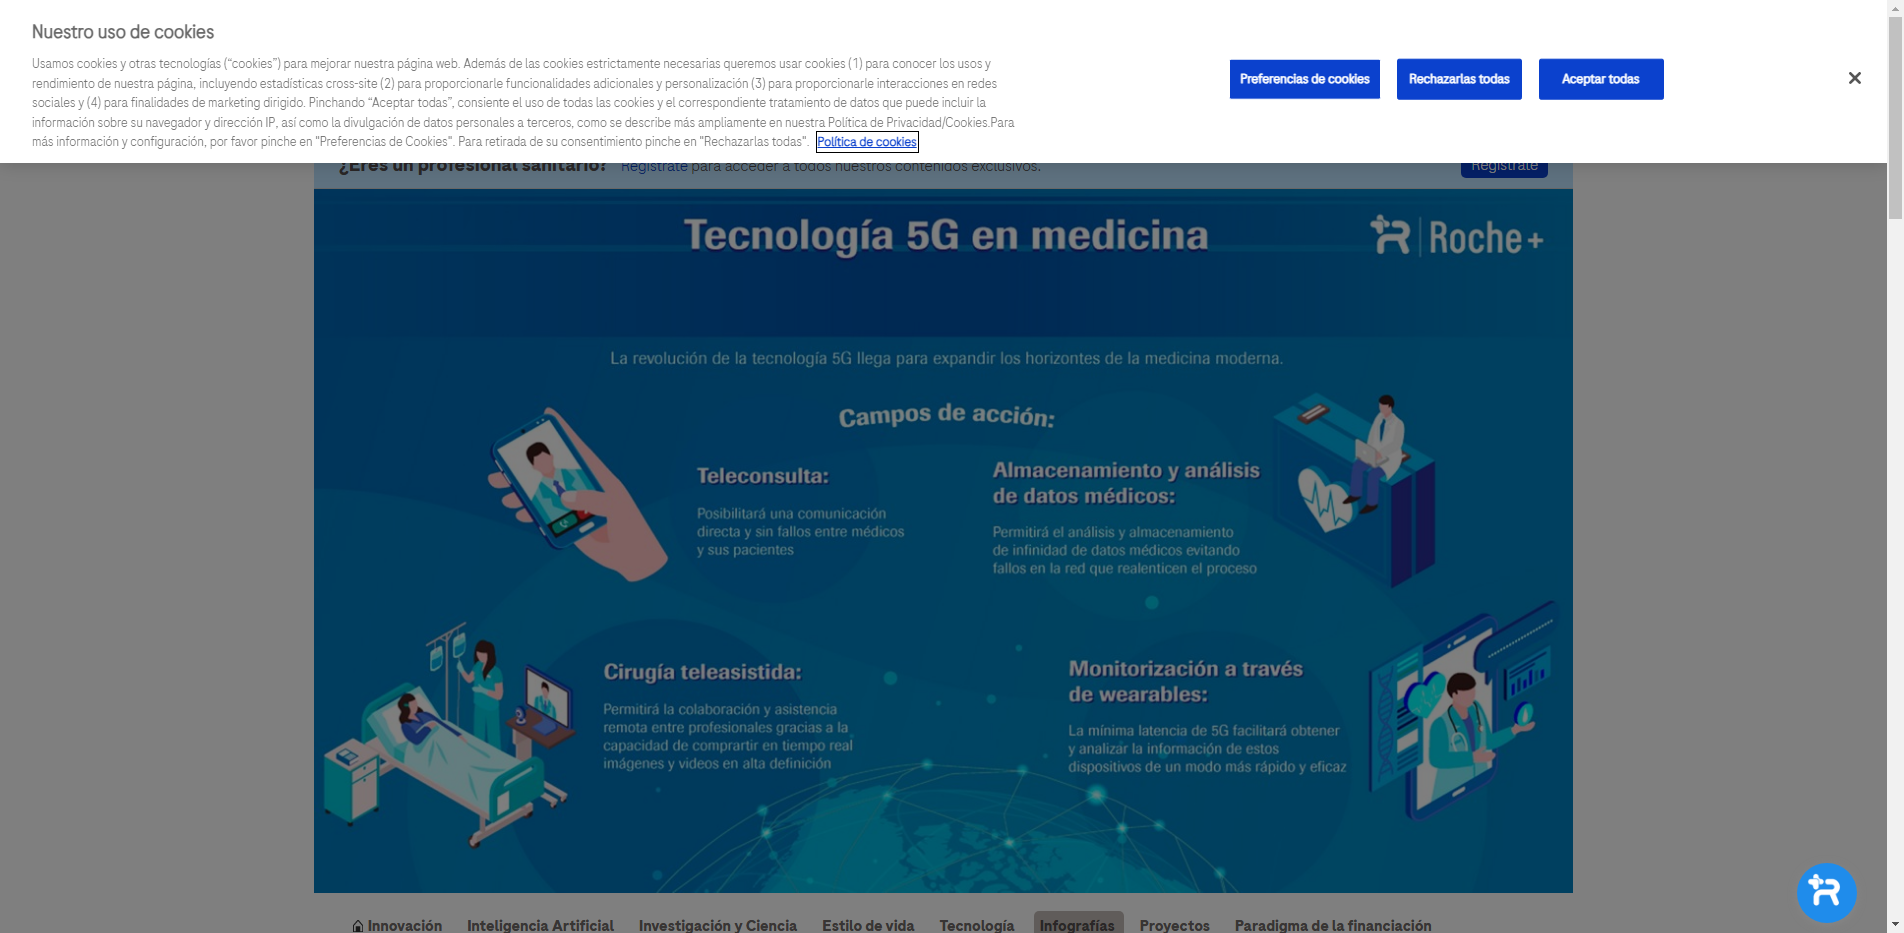 Nuestro uso de cookies
Usamos cookies y otras tecnologías (“cookies”) para mejorar nuestra página web. Además de las cookies estrictamente necesarias queremos usar cookies (1) para conocer los usos y
rendimiento de nuestra página, incluyendo estadísticas cross-site (2) para proporcionarle funcionalidades adicionales y personalización (3) para proporcionarle interacciones en redes
sociales y (4) para finalidades de marketing dirigido. Pinchando “Aceptar todas”, consiente el uso de todas las cookies y el correspondiente tratamiento de datos que puede incluir la
información sobre su navegador y dirección IP, así como la divulgación de datos personales a terceros, como se describe más ampliamente en nuestra Política de Privacidad/Cookies.Para
más información y configuración, por favor pinche en "Preferencias de Cookies". Para retirada de su consentimiento pinche en "Rechazarlas todas". Política de cookies
Preferencias de cookies
Rechazarlas todas
Aceptar todas
¿Eres un profesional sanitario? Regístrate para acceder a todos nuestros contenidos exclusivos.
Regístrate
Tecnología 5G en medicina
Roche+
La revolución de la tecnología 5G llega para expandir los horizontes de la medicina moderna.
Campos de acción:
Teleconsulta:
Posibilitará una comunicación
directa y sin fallos entre médicos
y sus pacientes
Almacenamiento y análisis
de datos médicos:
Permitirá el análisis y almacenamiento
de infinidad de datos médicos evitando
fallos en la red que realenticen el proceso
Cirugía teleasistida:
Permitirá la colaboración y asistencia
remota entre profesionales gracias a la
capacidad de comprartir en tiempo real
imágenes y videos en alta definición
Monitorización a través
de wearables:
La mínima latencia de 5G facilitará obtener
y analizar la información de estos
dispositivos de un modo más rápido y eficaz
Innovación Inteligencia Artificial Investigación y Ciencia Estilo de vida Tecnología Infografías Proyectos Paradigma de la financiación